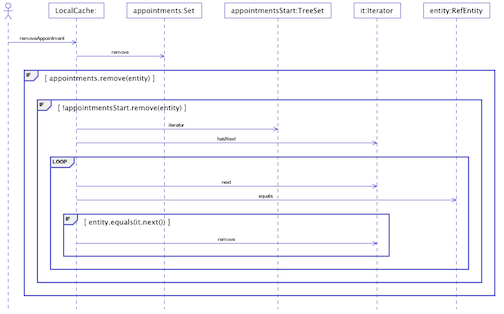 LocalCache: appointments:Set appointmentsStart:TreeSet it:Iterator entity:RefEntity
removeAppointment
remove
IF [ appointments.remove(entity) ]
IF [ !appointmentsStart.remove(entity) ]
iterator
hasNext
LOOP
next
equals
IF [ entity.equals(it.next()) ]
remove